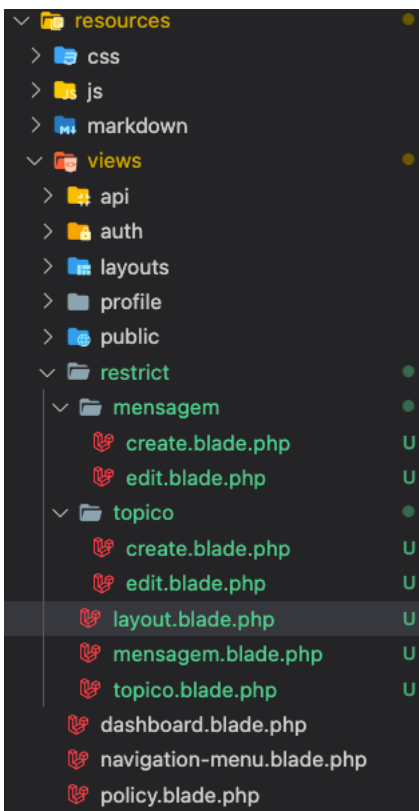 resources
css
js
markdown
views
api
auth
layouts
profile
public
restrict
mensagem
create.blade.php U
edit.blade.php U
topico
create.blade.php U
edit.blade.php U
layout.blade.php U
mensagem.blade.php U
topico.blade.php U
dashboard.blade.php
navigation-menu.blade.php
policy.blade.php